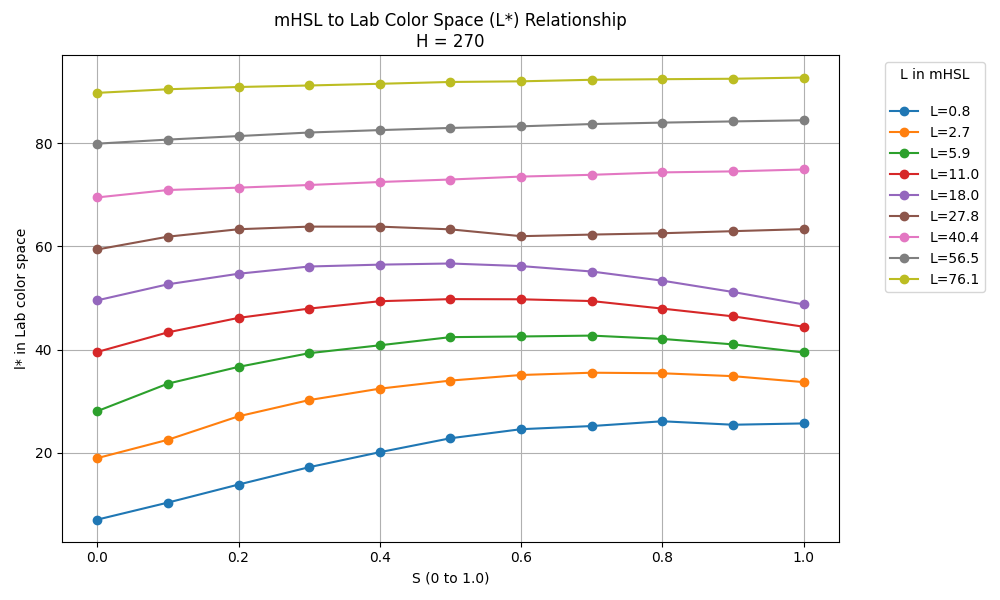 mHSL to Lab Color Space (L*) Relationship
H = 270
l* in Lab color space
80
60
40
20
0.0 0.2 0.4 0.6 0.8 1.0
S (0 to 1.0)
L in mHSL
L=0.8
L=2.7
L=5.9
L=11.0
L=18.0
L=27.8
L=40.4
L=56.5
L=76.1